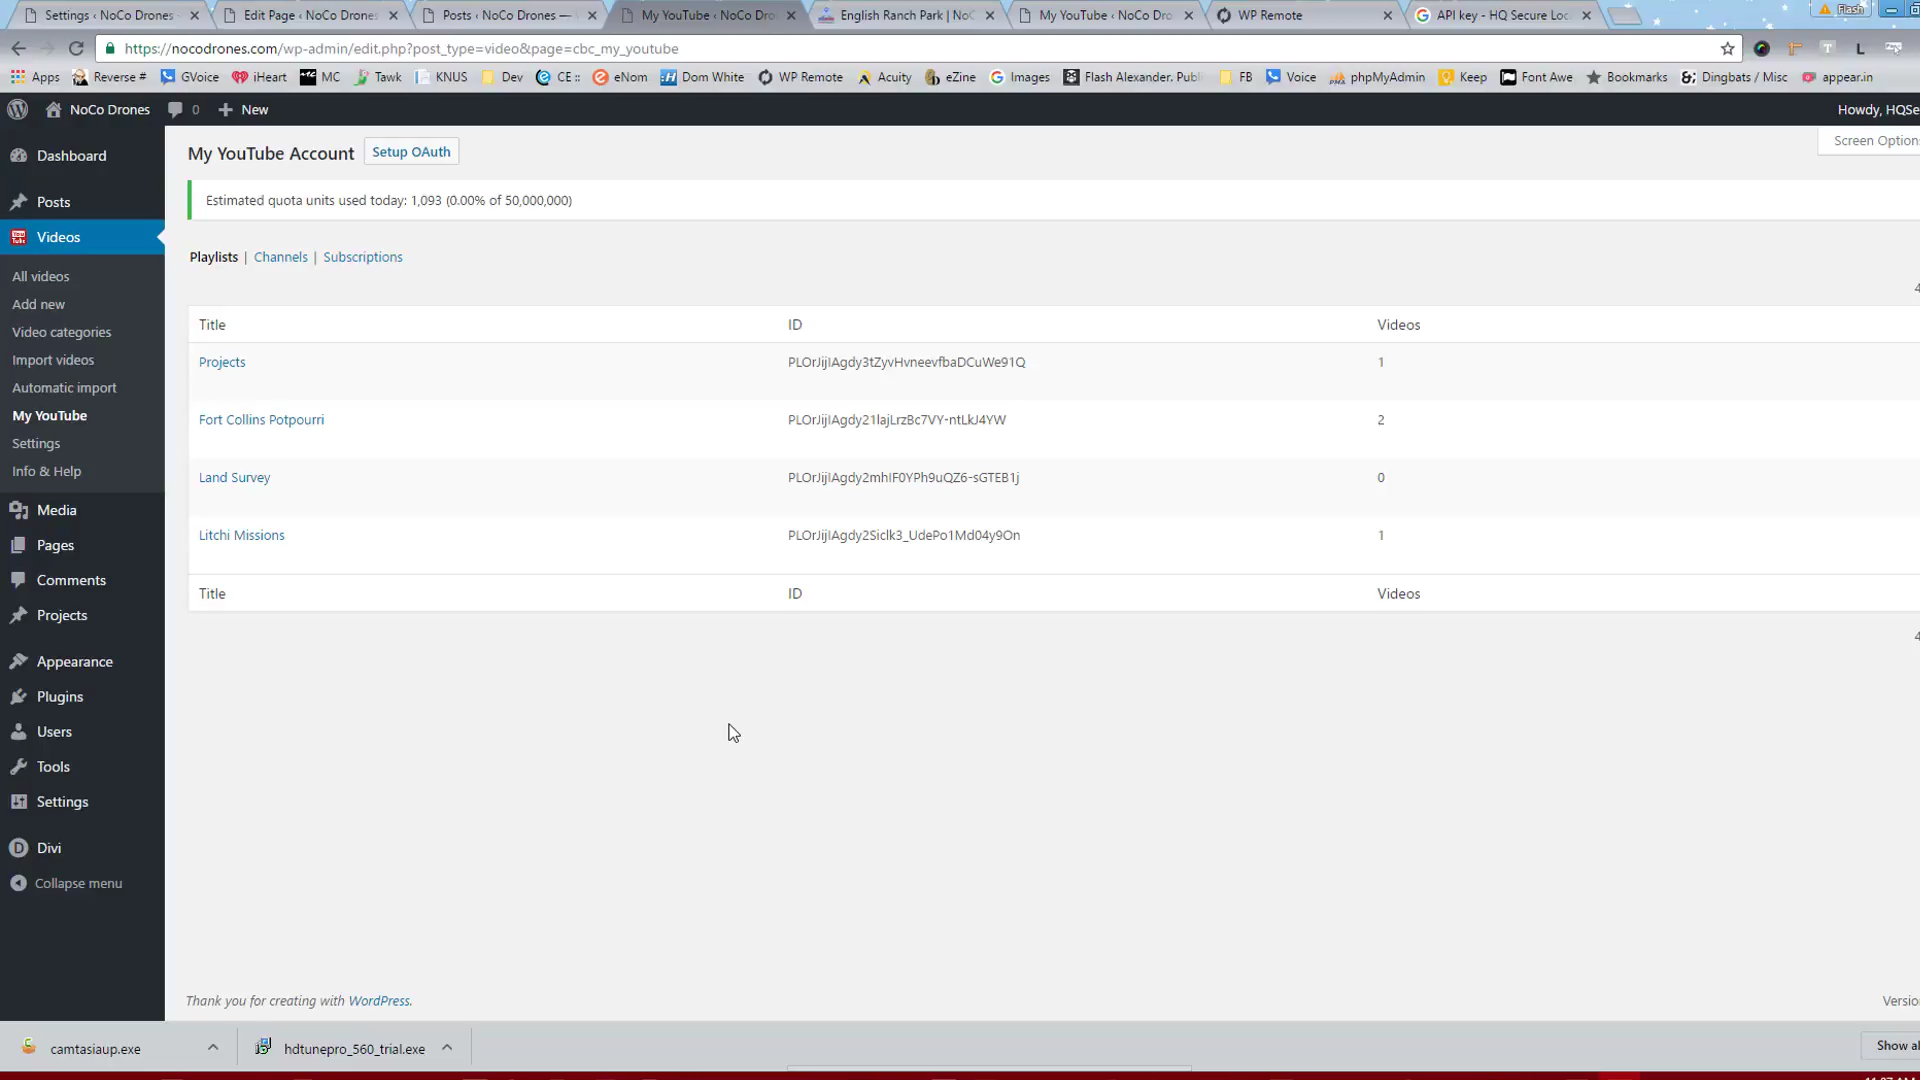 Settings ‹ NoCo Drones
Edit Page ‹ NoCo Drones
Posts ‹ NoCo Drones —
My YouTube ‹ NoCo Dro
English Ranch Park | NoC
My YouTube ‹ NoCo Dro
WP Remote
API key - HQ Secure Loc
Flash
https://nocodrones.com/wp-admin/edit.php?post_type=video&page=cbc_my_youtube
Apps
Reverse #
GVoice
iHeart
MC
Tawk
KNUS
Dev
CE ::
eNom
Dom White
WP Remote
Acuity
eZine
Images
Flash Alexander. Publ
FB
Voice
phpMyAdmin
Keep
Font Awe
Bookmarks
Dingbats / Misc
appear.in
NoCo Drones
0
New
Howdy, HQSe
Dashboard
Posts
Videos
All videos
Add new
Video categories
Import videos
Automatic import
My YouTube
Settings
Info & Help
Media
Pages
Comments
Projects
Appearance
Plugins
Users
Tools
Settings
Divi
Collapse menu
Screen Option
My YouTube Account
Setup OAuth
Estimated quota units used today: 1,093 (0.00% of 50,000,000)
Playlists | Channels | Subscriptions
4
Title ID Videos
Projects PLOrJijIAgdy3tZyvHvneevfbaDCuWe91Q 1
Fort Collins Potpourri PLOrJijIAgdy21lajLrzBc7VY-ntLkJ4YW 2
Land Survey PLOrJijIAgdy2mhIF0YPh9uQZ6-sGTEB1j 0
Litchi Missions PLOrJijIAgdy2Siclk3_UdePo1Md04y9On 1
Title ID Videos
4
Thank you for creating with WordPress.
Versio
camtasiaup.exe
hdtunepro_560_trial.exe
Show al